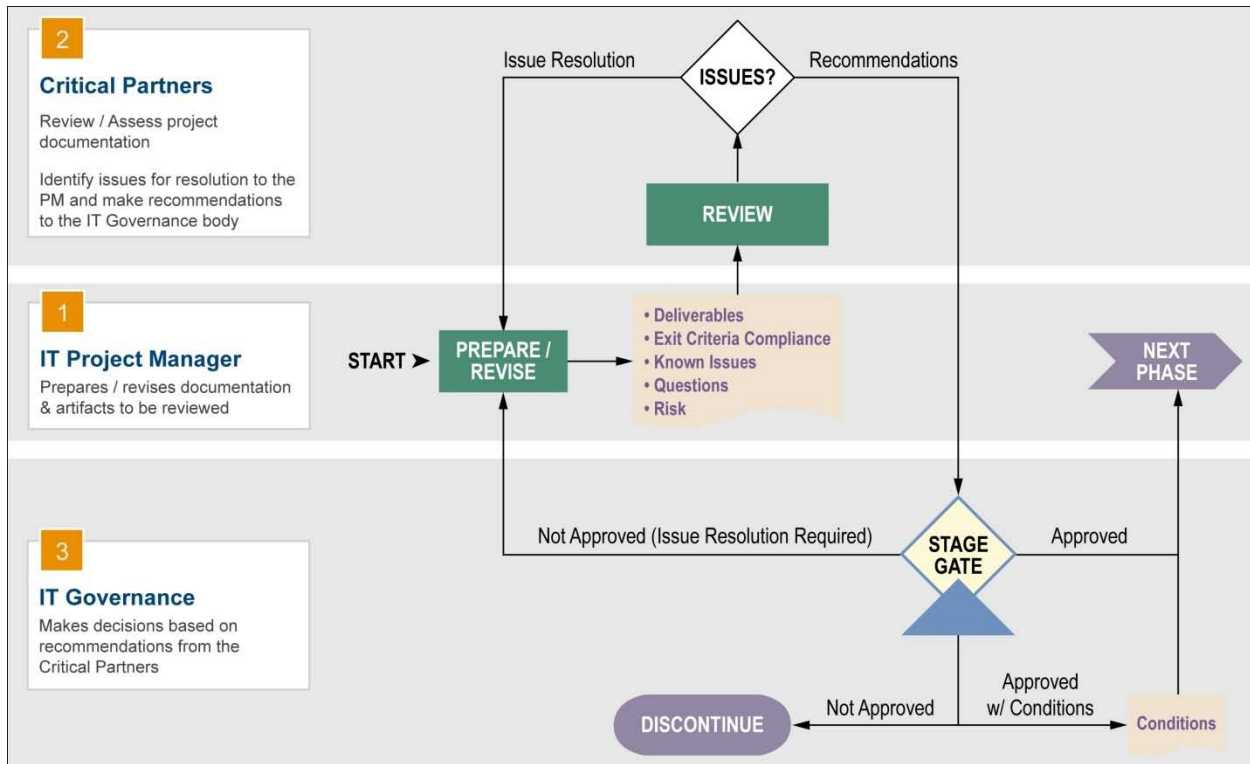 2
Critical Partners
Review / Assess project
documentation
Identify issues for resolution to the
PM and make recommendations
to the IT Governance body
Issue Resolution
ISSUES?
Recommendations
REVIEW
1
IT Project Manager
Prepares / revises documentation
& artifacts to be reviewed
START
PREPARE /
REVISE
• Deliverables
• Exit Criteria Compliance
• Known Issues
• Questions
• Risk
NEXT
PHASE
3
IT Governance
Makes decisions based on
recommendations from the
Critical Partners
Not Approved (Issue Resolution Required)
STAGE
GATE
Approved
DISCONTINUE
Not Approved
Approved
w/ Conditions
Conditions